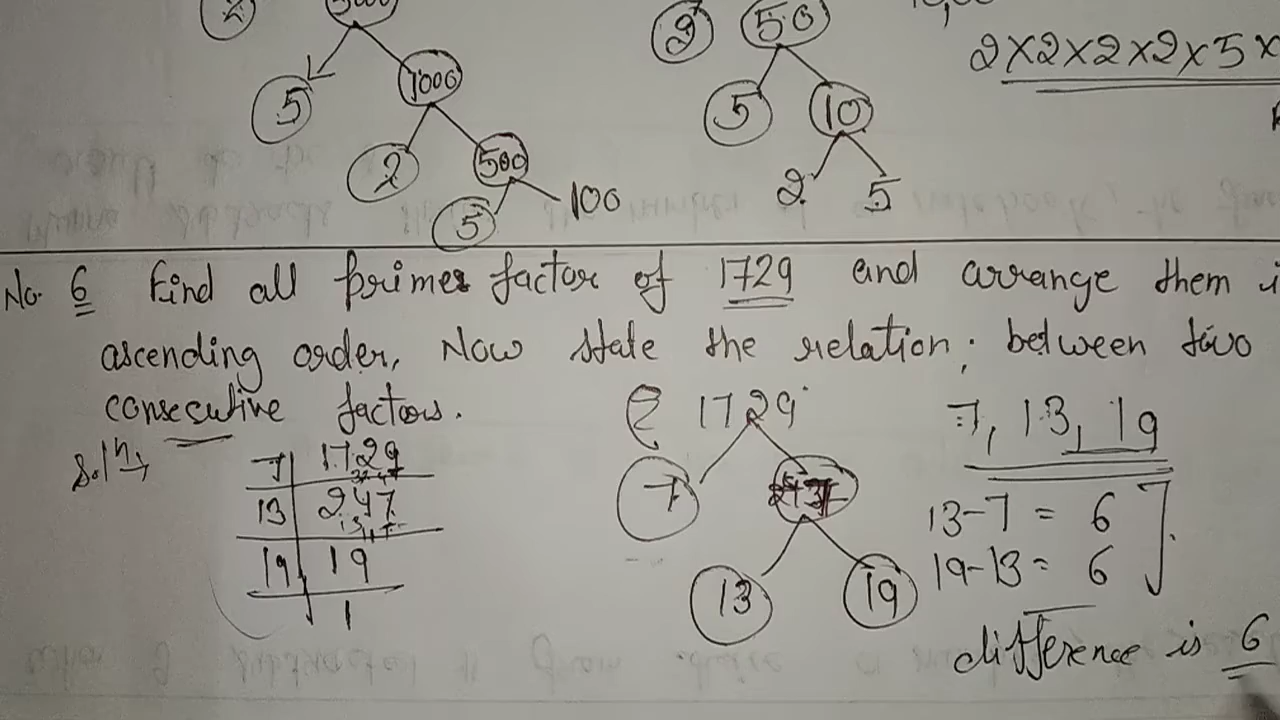 2 50
2×2×2×2×5×
5 1000 5 10
2 500 2 5
5 100
No. 6 Find all primes factor of 1729 and arrange them i
ascending order, Now state the relation, between two
consecutive factors.
Solⁿ→
7 1729
13 247
19 19
1
1729
7
13 19
7, 13, 19
13-7 = 6
19-13 = 6
difference is 6